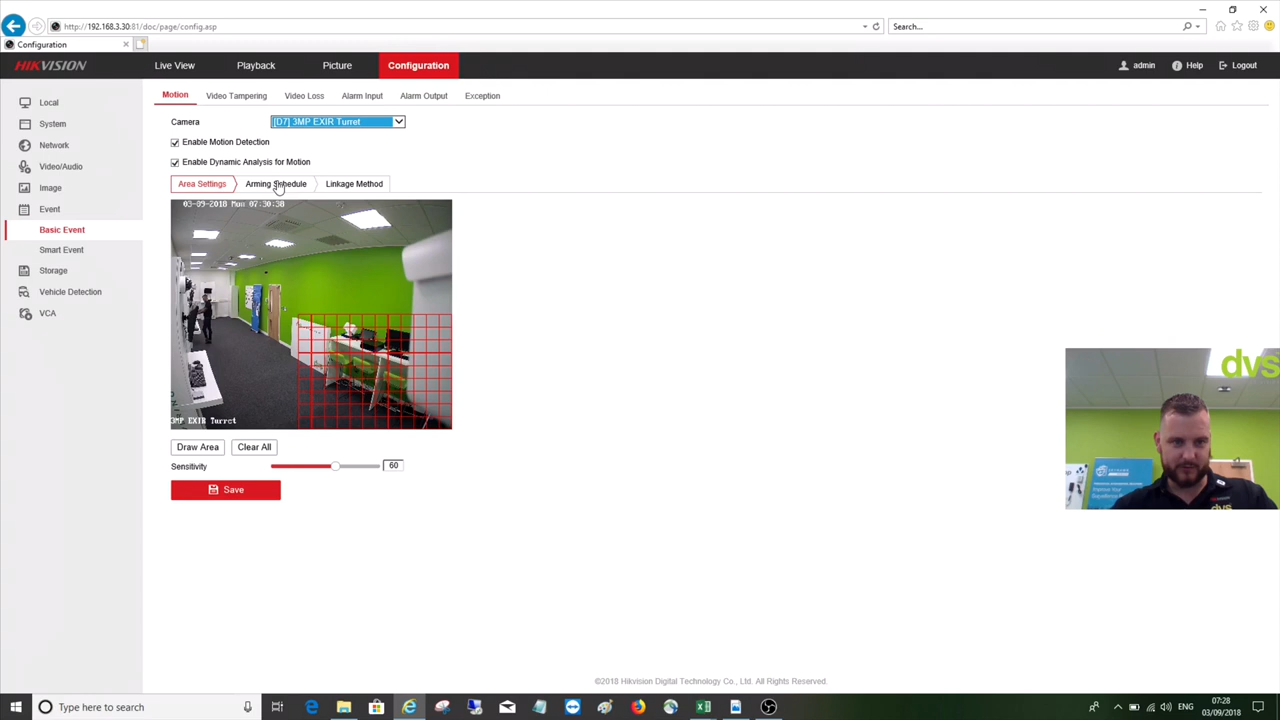 http://192.168.3.30:81/doc/page/config.asp
Search...
Configuration
HIKVISION
Live View
Playback
Picture
Configuration
admin
Help
Logout
Local
System
Network
Video/Audio
Image
Event
Basic Event
Smart Event
Storage
Vehicle Detection
VCA
Motion
Video Tampering
Video Loss
Alarm Input
Alarm Output
Exception
Camera
[D7] 3MP EXIR Turret
Enable Motion Detection
Enable Dynamic Analysis for Motion
Area Settings
Arming Schedule
Linkage Method
03-09-2018 Mon 07:30:38
3MP EXIR Turret
Draw Area
Clear All
Sensitivity
60
Save
dvs
dvs
©2018 Hikvision Digital Technology Co., Ltd. All Rights Reserved.
Type here to search
ENG
07:28
03/09/2018